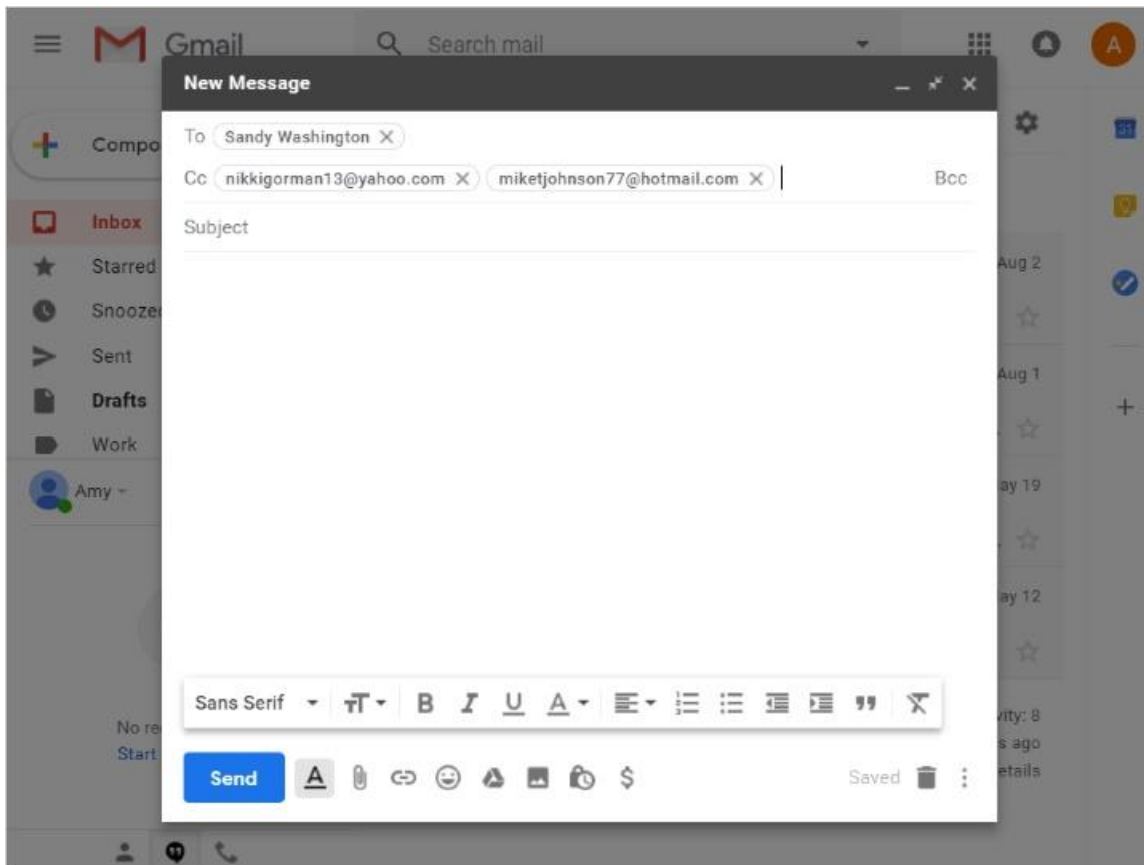 Gmail
Search mail
A
New Message
To Sandy Washington
Cc nikkigorman13@yahoo.com miketjohnson77@hotmail.com Bcc
Subject
Compo
31
Inbox
Starred
Aug 2
Snoozed
Sent
Aug 1
Drafts
Work
Amy
ay 19
ay 12
Sans Serif
B I U A
No re
Start
vity: 8
s ago
etails
Send A $ Saved